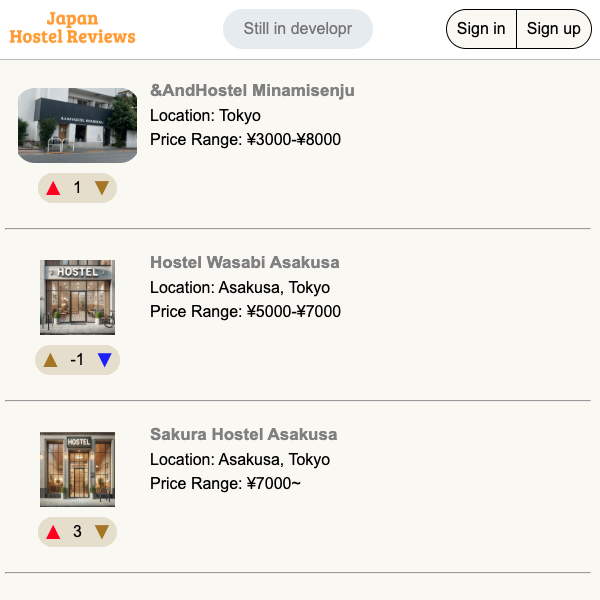 Japan
Hostel Reviews
Still in developr
Sign in
Sign up
&AndHostel Minamisenju
Location: Tokyo
Price Range: ¥3000-¥8000
1
Hostel Wasabi Asakusa
Location: Asakusa, Tokyo
Price Range: ¥5000-¥7000
HOSTEL
-1
Sakura Hostel Asakusa
Location: Asakusa, Tokyo
Price Range: ¥7000~
HOSTEL
3